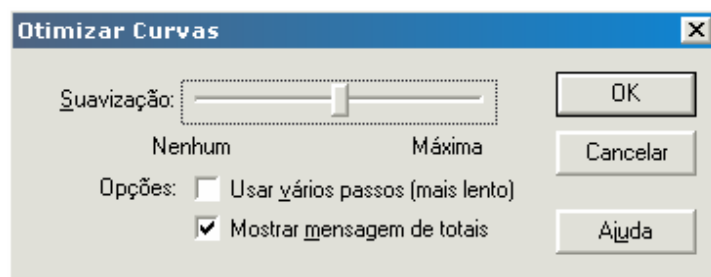 Otimizar Curvas
Suavização:
Nenhum
Máxima
Opções:
Usar vários passos (mais lento)
Mostrar mensagem de totais
OK
Cancelar
Ajuda